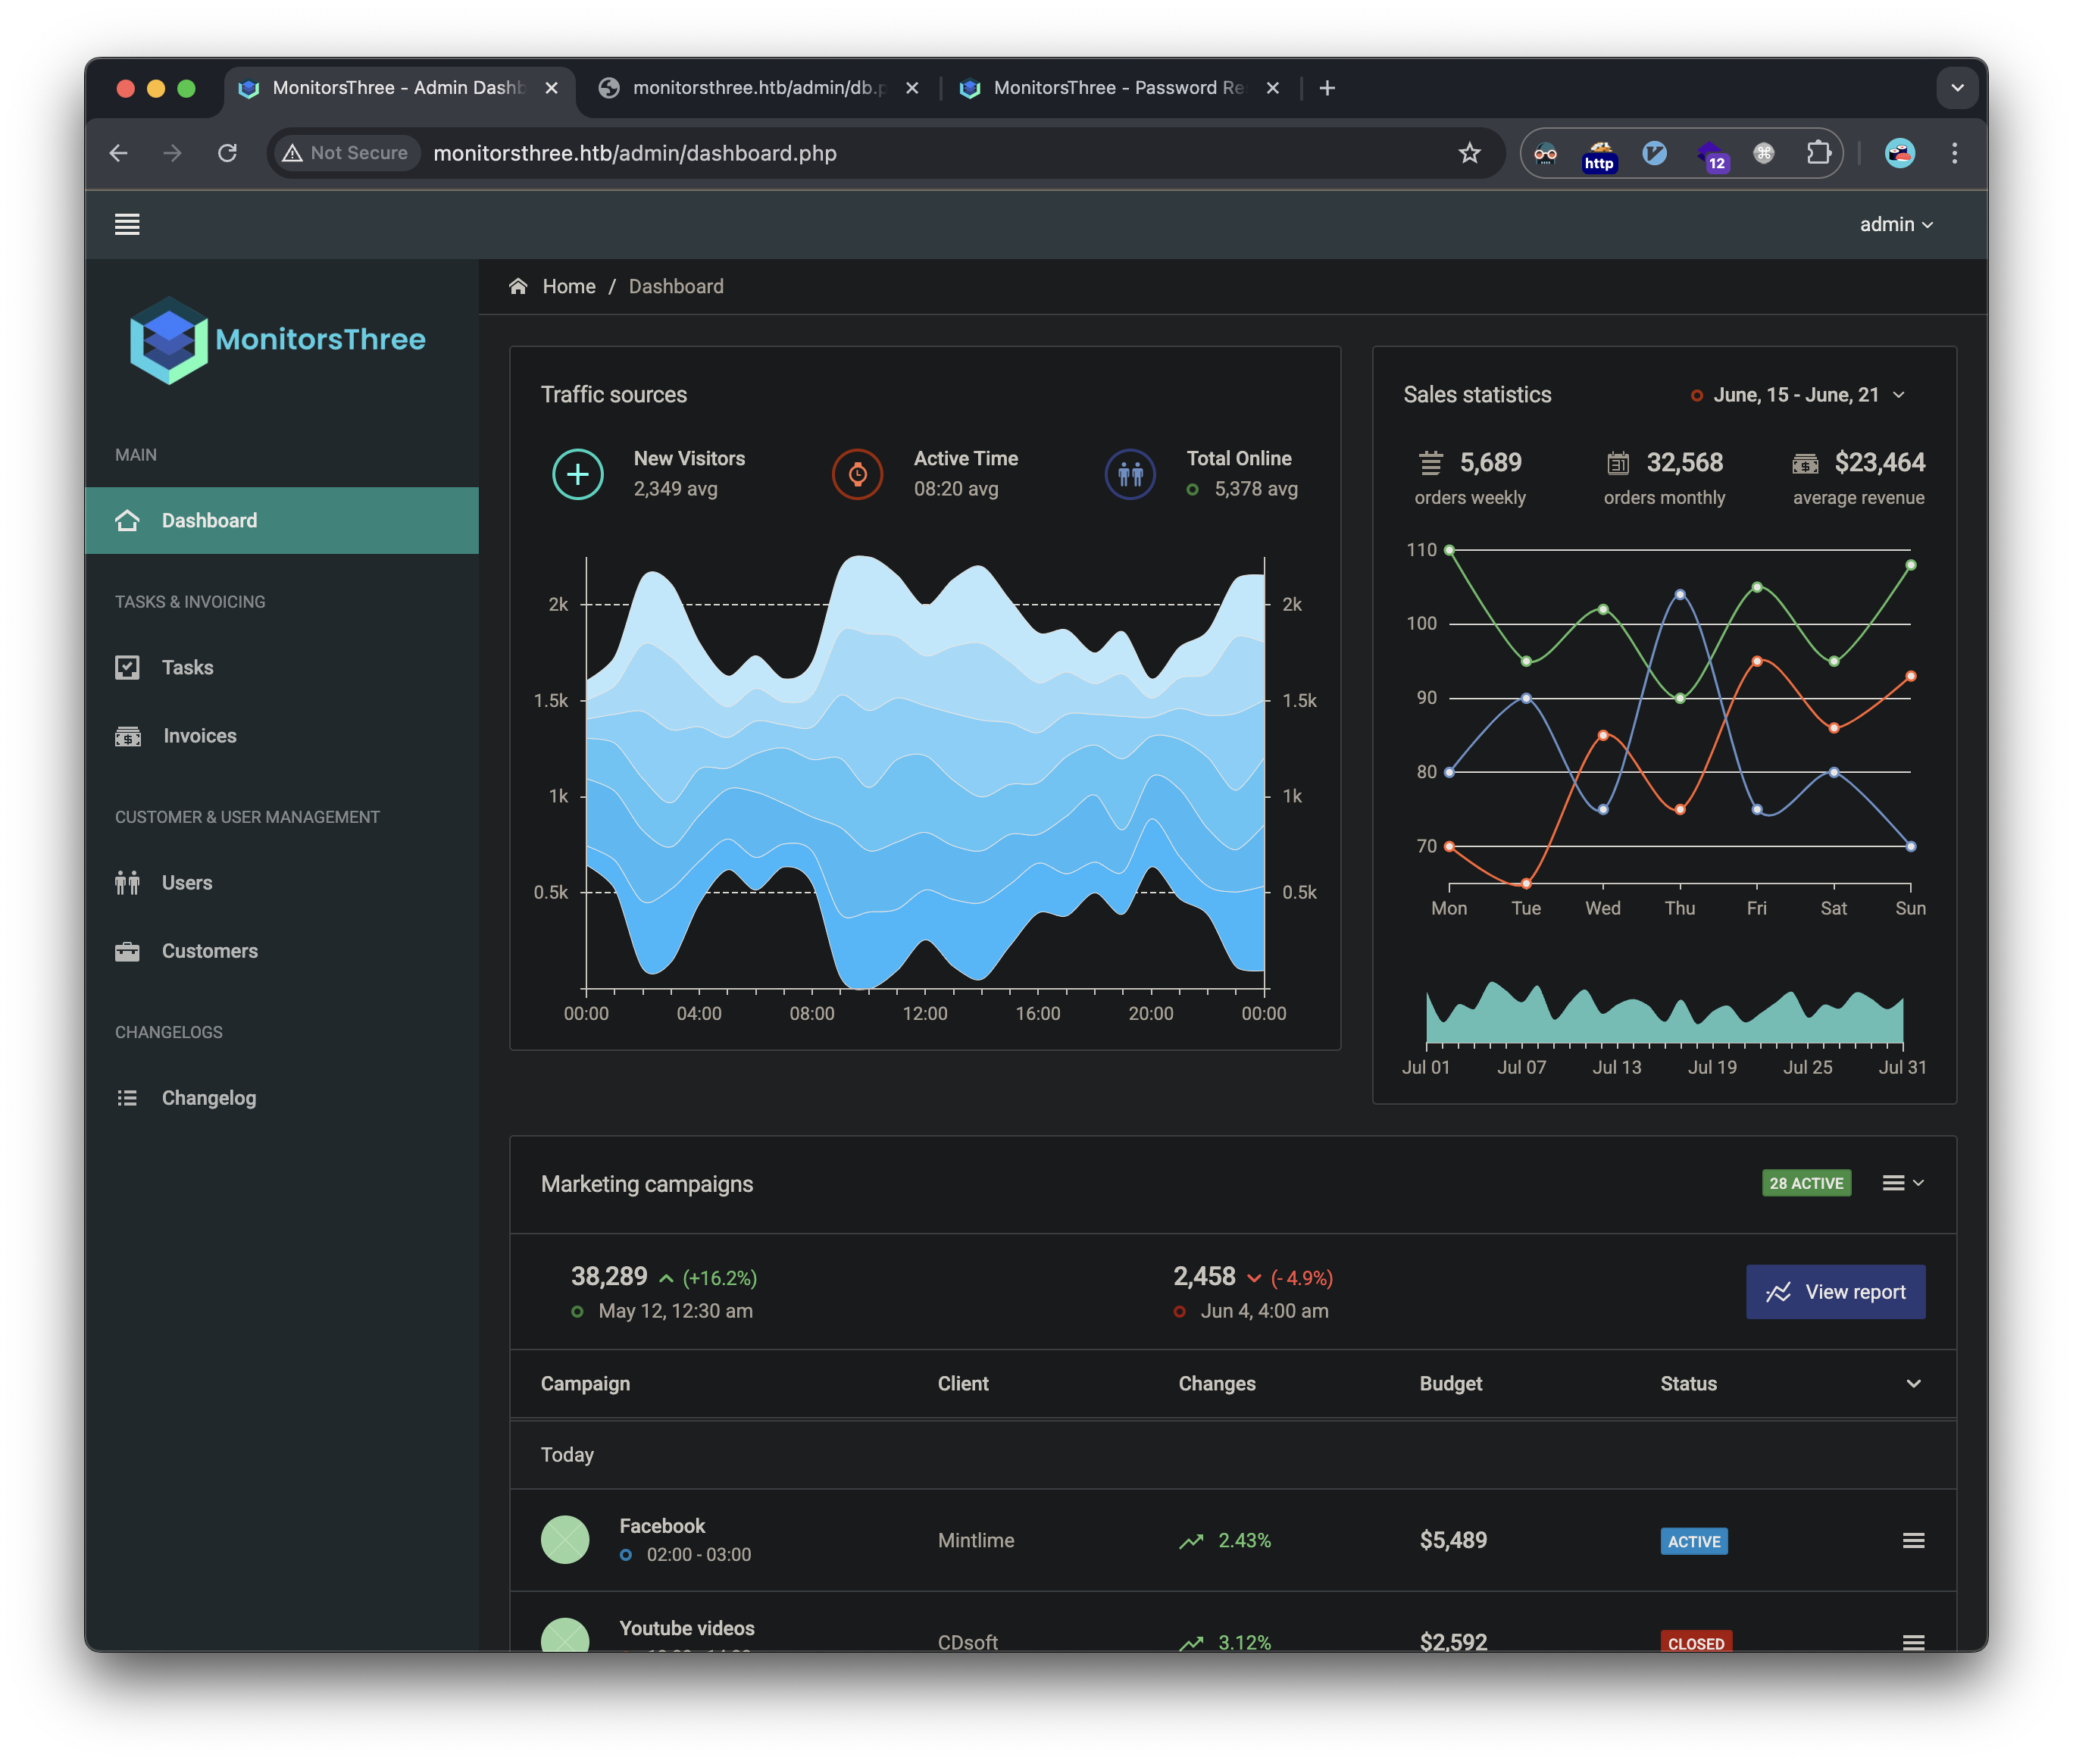 MonitorsThree - Admin Dashb
monitorsthree.htb/admin/db.p
MonitorsThree - Password Re
Not Secure
monitorsthree.htb/admin/dashboard.php
http
12
admin
MonitorsThree
MAIN
Dashboard
TASKS & INVOICING
Tasks
Invoices
CUSTOMER & USER MANAGEMENT
Users
Customers
CHANGELOGS
Changelog
Home / Dashboard
Traffic sources
New Visitors
2,349 avg
Active Time
08:20 avg
Total Online
5,378 avg
2k
1.5k
1k
0.5k
2k
1.5k
1k
0.5k
00:00 04:00 08:00 12:00 16:00 20:00 00:00
Sales statistics
June, 15 - June, 21
5,689
orders weekly
31
32,568
orders monthly
$23,464
average revenue
110
100
90
80
70
Mon Tue Wed Thu Fri Sat Sun
Jul 01 Jul 07 Jul 13 Jul 19 Jul 25 Jul 31
Marketing campaigns
28 ACTIVE
38,289 (+16.2%)
May 12, 12:30 am
2,458 (- 4.9%)
Jun 4, 4:00 am
View report
Campaign Client Changes Budget Status
Today
Facebook
02:00 - 03:00
Mintlime 2.43% $5,489 ACTIVE
Youtube videos
CDsoft 3.12% $2,592 CLOSED